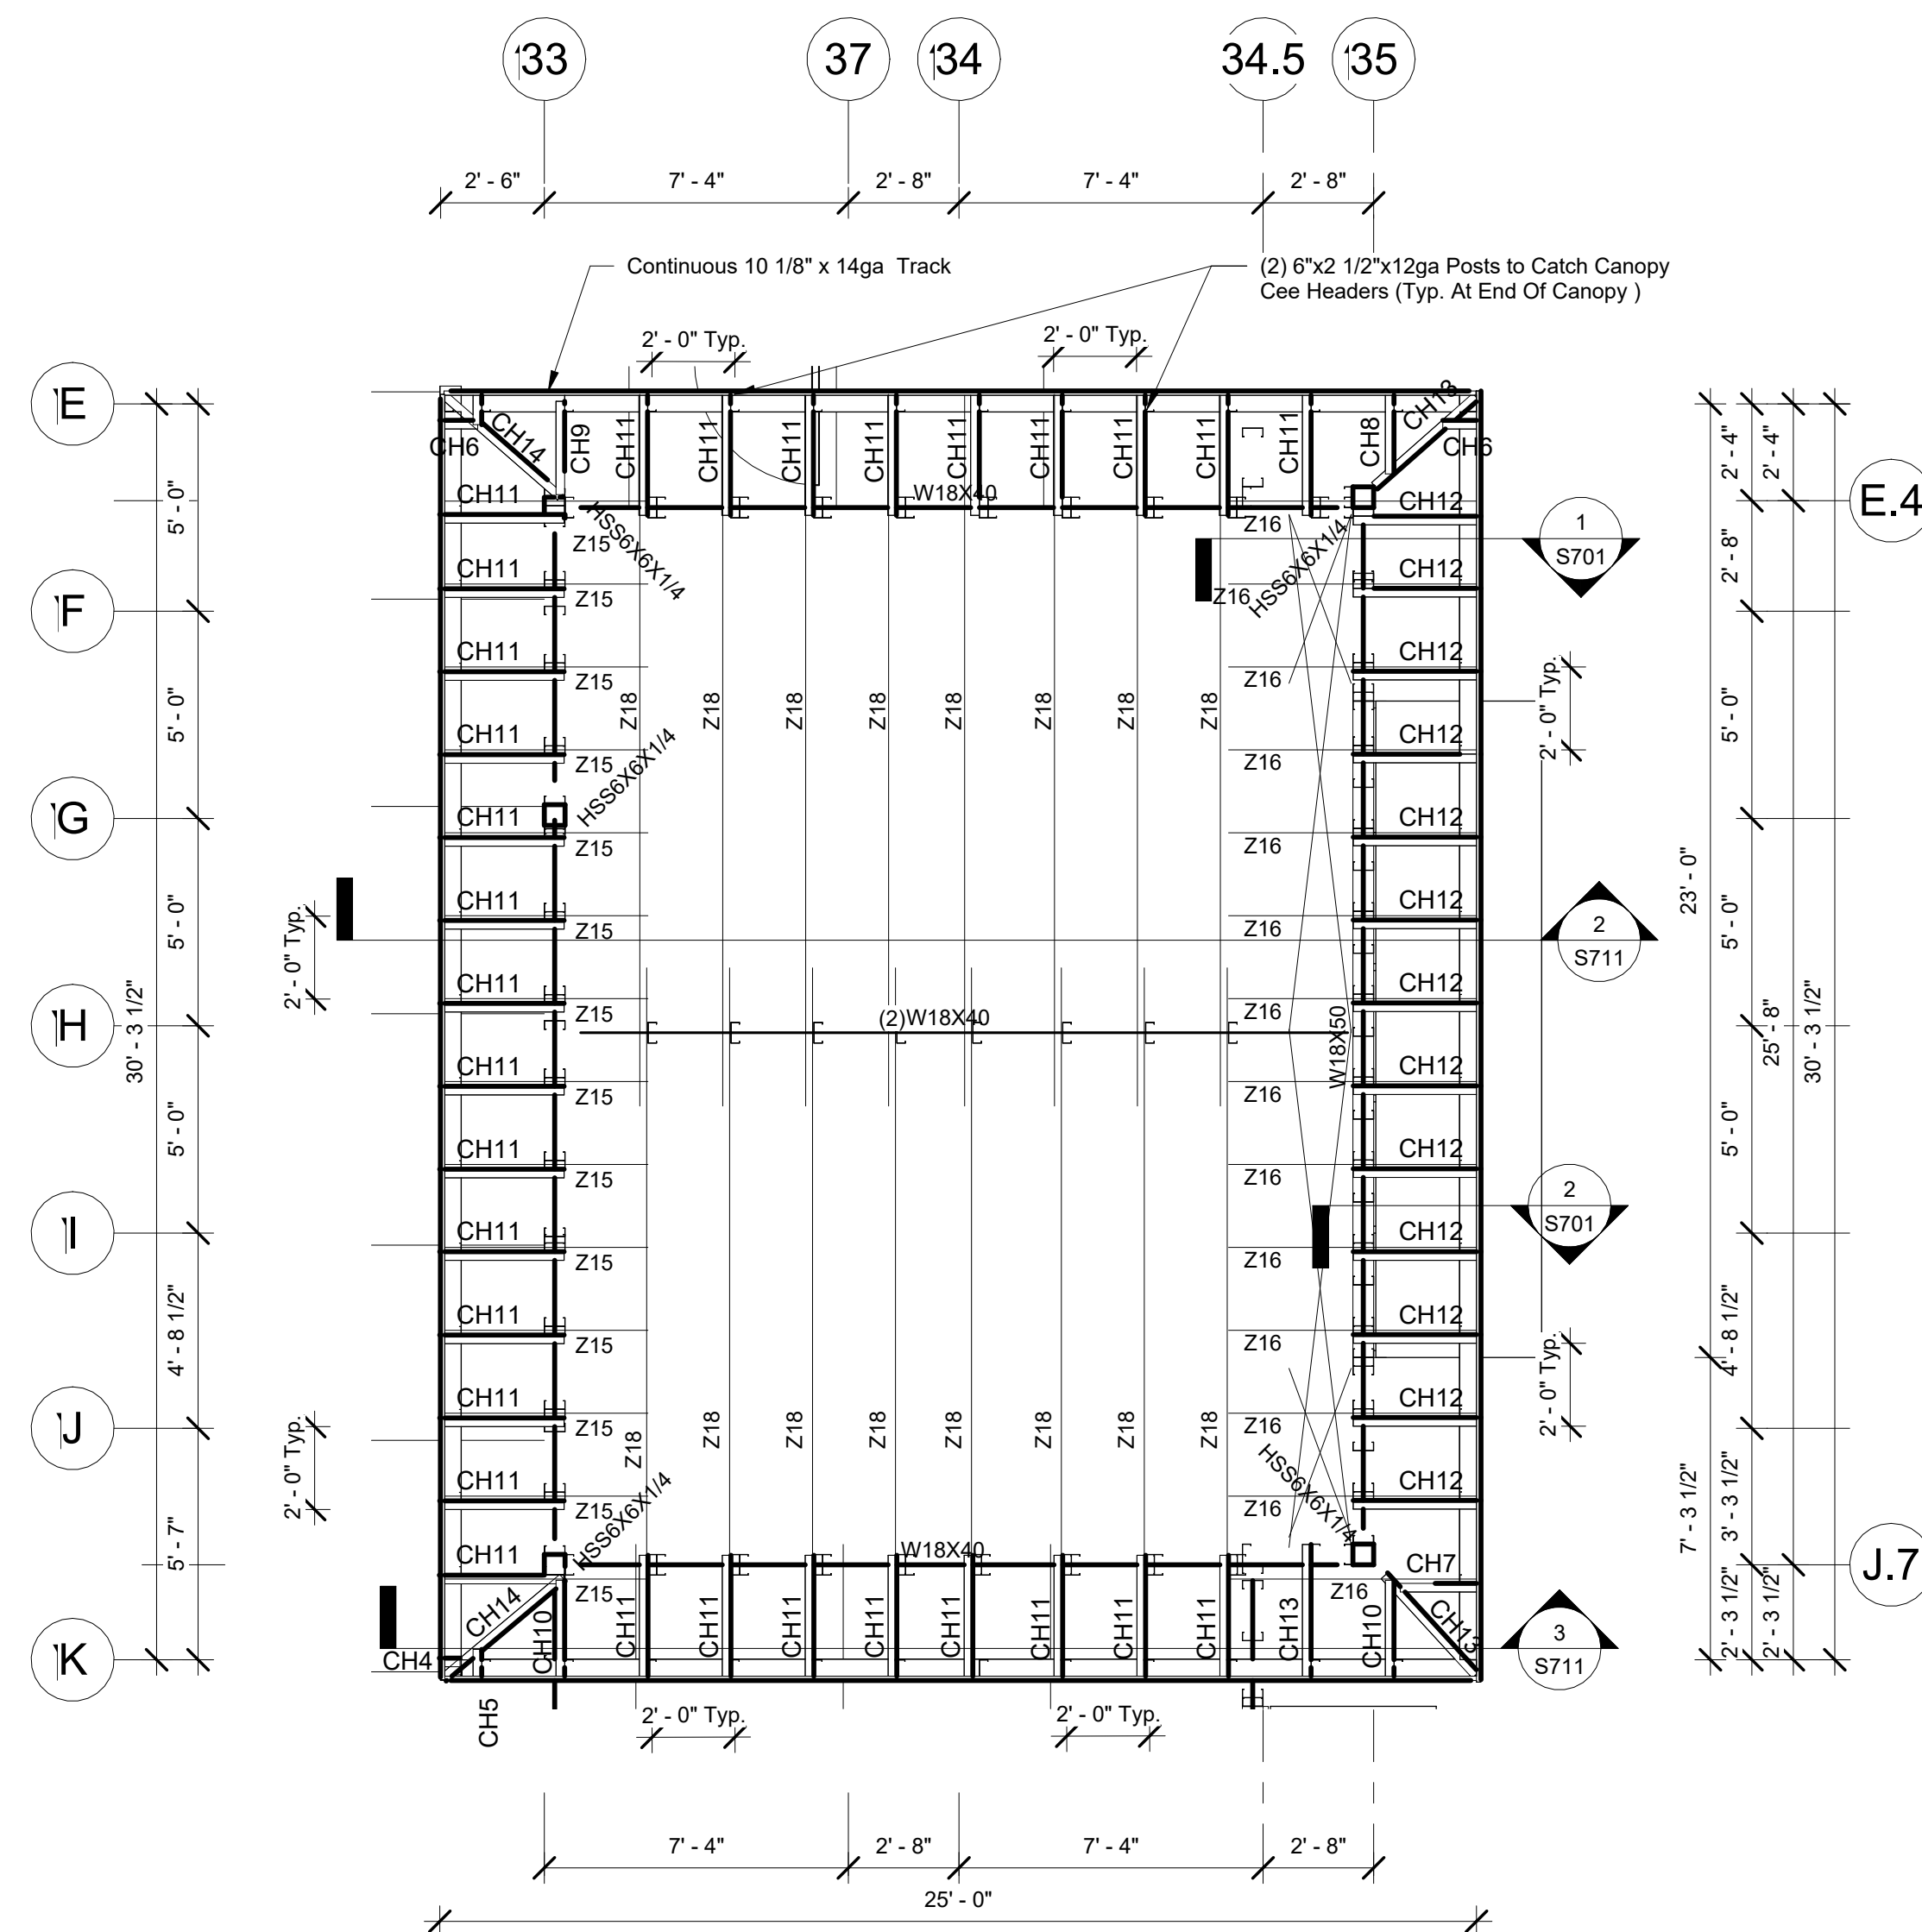 33 37 34 34.5 35
2' - 6" 7' - 4" 2' - 8" 7' - 4" 2' - 8"
Continuous 10 1/8" x 14ga Track
(2) 6"x2 1/2"x12ga Posts to Catch Canopy
Cee Headers (Typ. At End Of Canopy )
2' - 0" Typ. 2' - 0" Typ.
E
CH6 CH14 CH9 CH11 CH11 CH11 CH11 CH11 CH11 CH11 CH11 CH11 CH8 CH13 CH6
2' - 4" 2' - 4"
E.4
CH11 W18X40 CH12
5' - 0" Z15 HSS6X6X1/4 Z16 HSS6X6X1/4 2' - 8"
1
S701
CH11 Z15 Z16 CH12
F
CH11 Z15 Z16 CH12
Z18 Z18 Z18 Z18 Z18 Z18 Z18 Z18
5' - 0" 5' - 0"
2' - 0" Typ.
CH11 Z15 HSS6X6X1/4 Z16 CH12
G
CH11 Z15 Z16 CH12
23' - 0"
CH11 Z15 Z16 CH12
5' - 0" 2' - 0" Typ. 5' - 0"
2
S711
CH11 Z15 Z16 CH12
H
30' - 3 1/2" (2)W18X40 W18X50 25' - 8" 30' - 3 1/2"
CH11 Z15 Z16 CH12
5' - 0" 5' - 0"
CH11 Z15 Z16 CH12
2
S701
I
CH11 Z15 Z16 CH12
4' - 8 1/2" 4' - 8 1/2"
CH11 Z15 Z16 CH12
2' - 0" Typ.
CH11 Z15 Z16 CH12
J
Z18 Z18 Z18 Z18 Z18 Z18 Z18 Z18
2' - 0" Typ.
CH11 Z15 HSS6X6X1/4 Z16 HSS6X6X1/4 CH12
7' - 3 1/2" 3' - 3 1/2"
5' - 7" CH11 W18X40 CH7
J.7
Z15 Z16
CH14 CH10 CH11 CH11 CH11 CH11 CH11 CH11 CH11 CH11 CH13 CH10 CH13
2' - 3 1/2" 2' - 3 1/2"
K
CH4
3
S711
CH5
2' - 0" Typ. 2' - 0" Typ.
7' - 4" 2' - 8" 7' - 4" 2' - 8"
25' - 0"